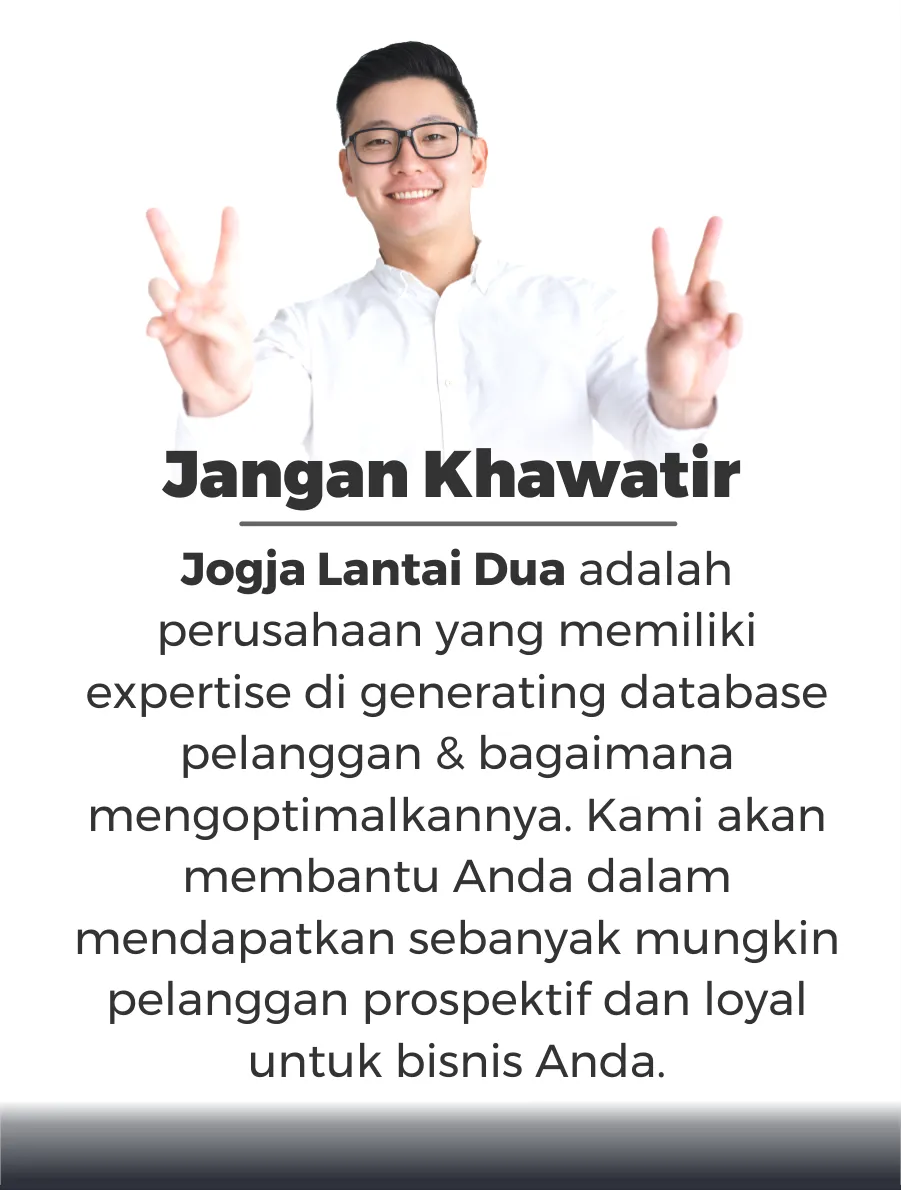 Jangan Khawatir
Jogja Lantai Dua adalah
perusahaan yang memiliki
expertise di generating database
pelanggan & bagaimana
mengoptimalkannya. Kami akan
membantu Anda dalam
mendapatkan sebanyak mungkin
pelanggan prospektif dan loyal
untuk bisnis Anda.